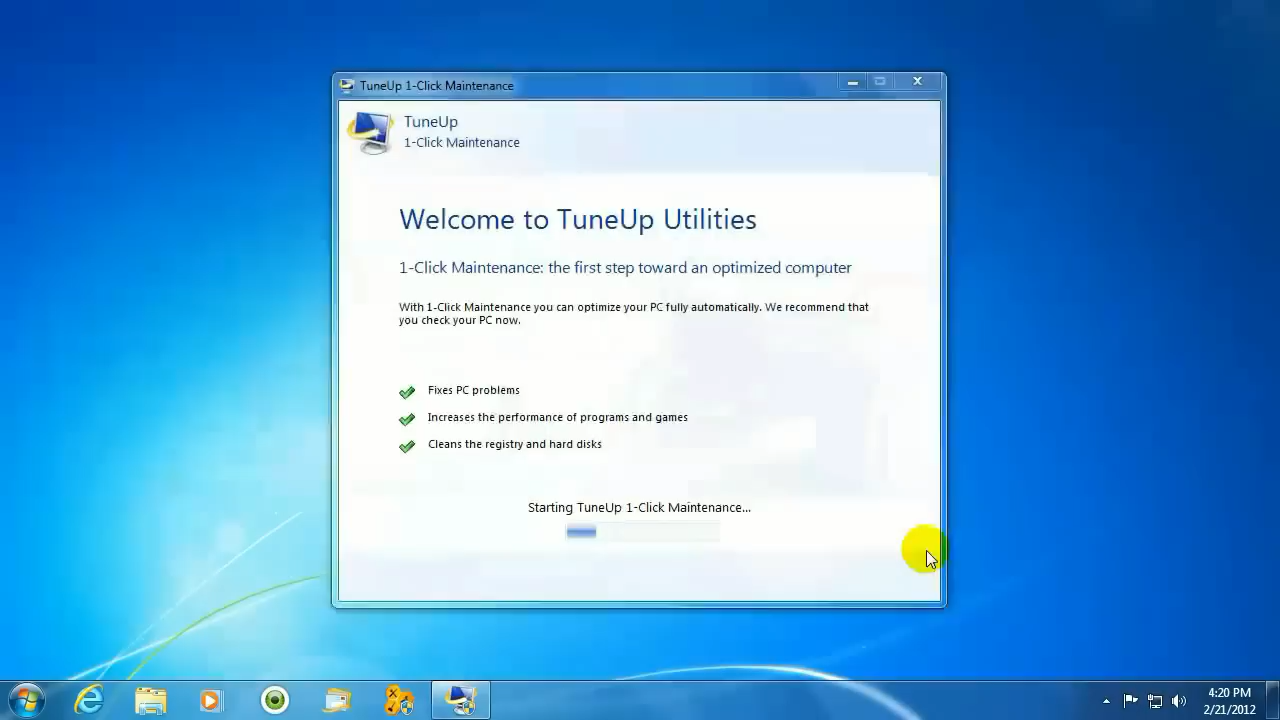 TuneUp 1-Click Maintenance
TuneUp
1-Click Maintenance
Welcome to TuneUp Utilities
1-Click Maintenance: the first step toward an optimized computer
With 1-Click Maintenance you can optimize your PC fully automatically. We recommend that
you check your PC now.
Fixes PC problems
Increases the performance of programs and games
Cleans the registry and hard disks
Starting TuneUp 1-Click Maintenance...
4:20 PM
2/21/2012